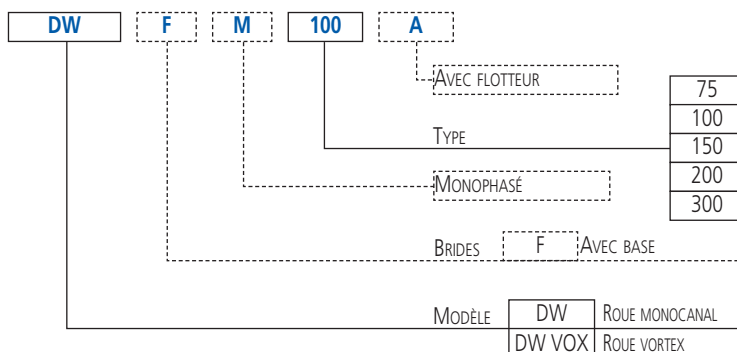 DW F M 100 A
AVEC FLOTTEUR
75
100
TYPE 150
200
MONOPHASÉ
300
BRIDES F AVEC BASE
MODÈLE DW ROUE MONOCANAL
DW VOX ROUE VORTEX